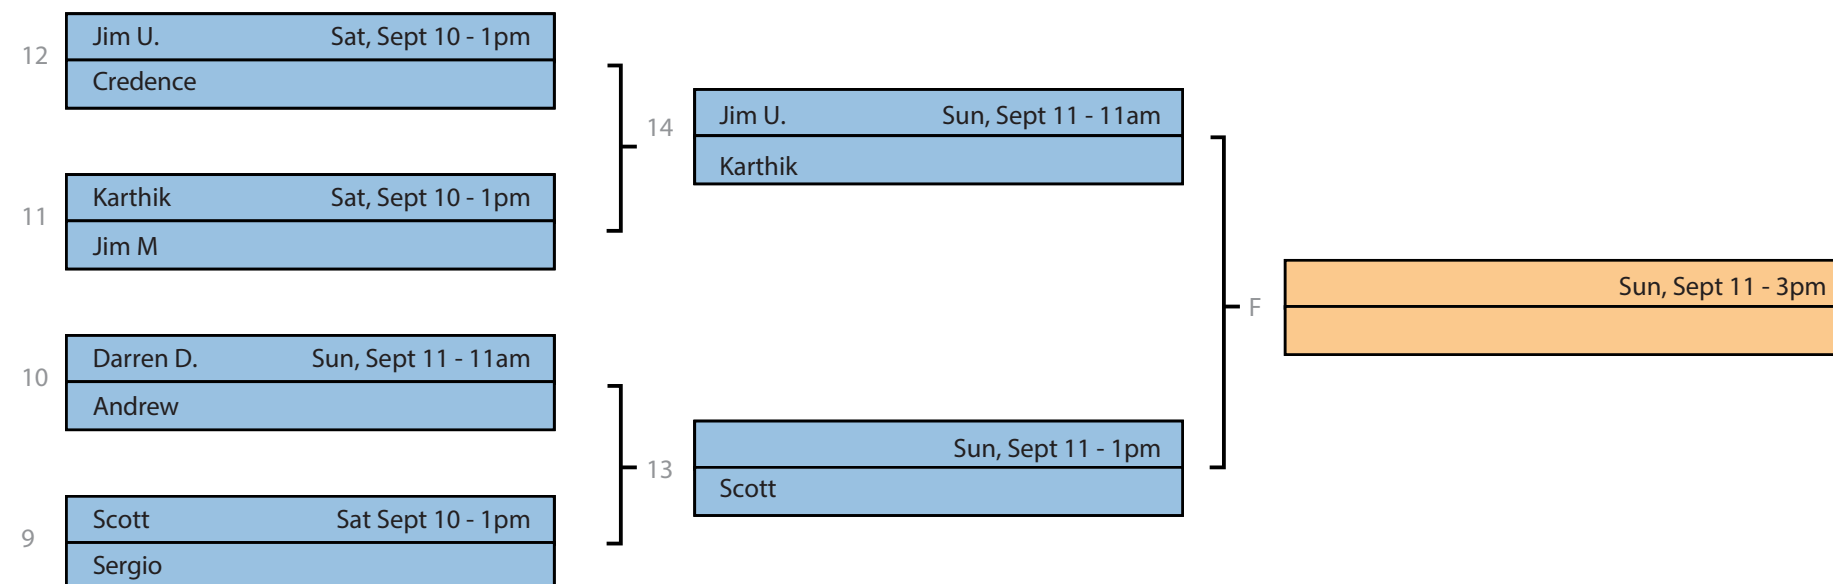 12
Jim U. Sat, Sept 10 - 1pm
Credence
11
Karthik Sat, Sept 10 - 1pm
Jim M
10
Darren D. Sun, Sept 11 - 11am
Andrew
9
Scott Sat Sept 10 - 1pm
Sergio
14
Jim U. Sun, Sept 11 - 11am
Karthik
13
Sun, Sept 11 - 1pm
Scott
F
Sun, Sept 11 - 3pm